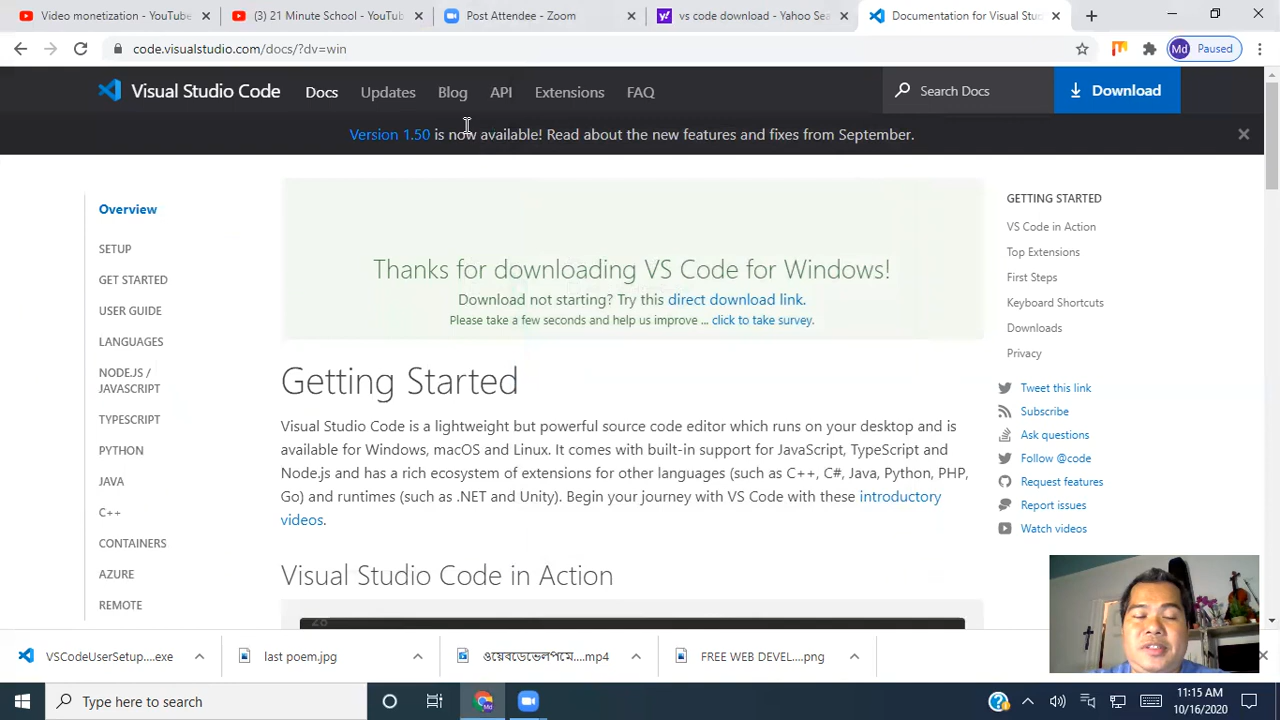 Video monetization - YouTube
(3) 21 Minute School - YouTube
Post Attendee - Zoom
vs code download - Yahoo Sea
Documentation for Visual Stud
code.visualstudio.com/docs/?dv=win
Md Paused
Visual Studio Code
Docs
Updates
Blog
API
Extensions
FAQ
Search Docs
Download
Version 1.50 is now available! Read about the new features and fixes from September.
Overview
SETUP
GET STARTED
USER GUIDE
LANGUAGES
NODE.JS /
JAVASCRIPT
TYPESCRIPT
PYTHON
JAVA
C++
CONTAINERS
AZURE
REMOTE
Thanks for downloading VS Code for Windows!
Download not starting? Try this direct download link.
Please take a few seconds and help us improve ... click to take survey.
Getting Started
Visual Studio Code is a lightweight but powerful source code editor which runs on your desktop and is
available for Windows, macOS and Linux. It comes with built-in support for JavaScript, TypeScript and
Node.js and has a rich ecosystem of extensions for other languages (such as C++, C#, Java, Python, PHP,
Go) and runtimes (such as .NET and Unity). Begin your journey with VS Code with these introductory
videos.
Visual Studio Code in Action
28
GETTING STARTED
VS Code in Action
Top Extensions
First Steps
Keyboard Shortcuts
Downloads
Privacy
Tweet this link
Subscribe
Ask questions
Follow @code
Request features
Report issues
Watch videos
VSCodeUserSetup....exe
last poem.jpg
ওয়েবডেভেলপমে....mp4
FREE WEB DEVEL....png
Type here to search
Md
11:15 AM
10/16/2020